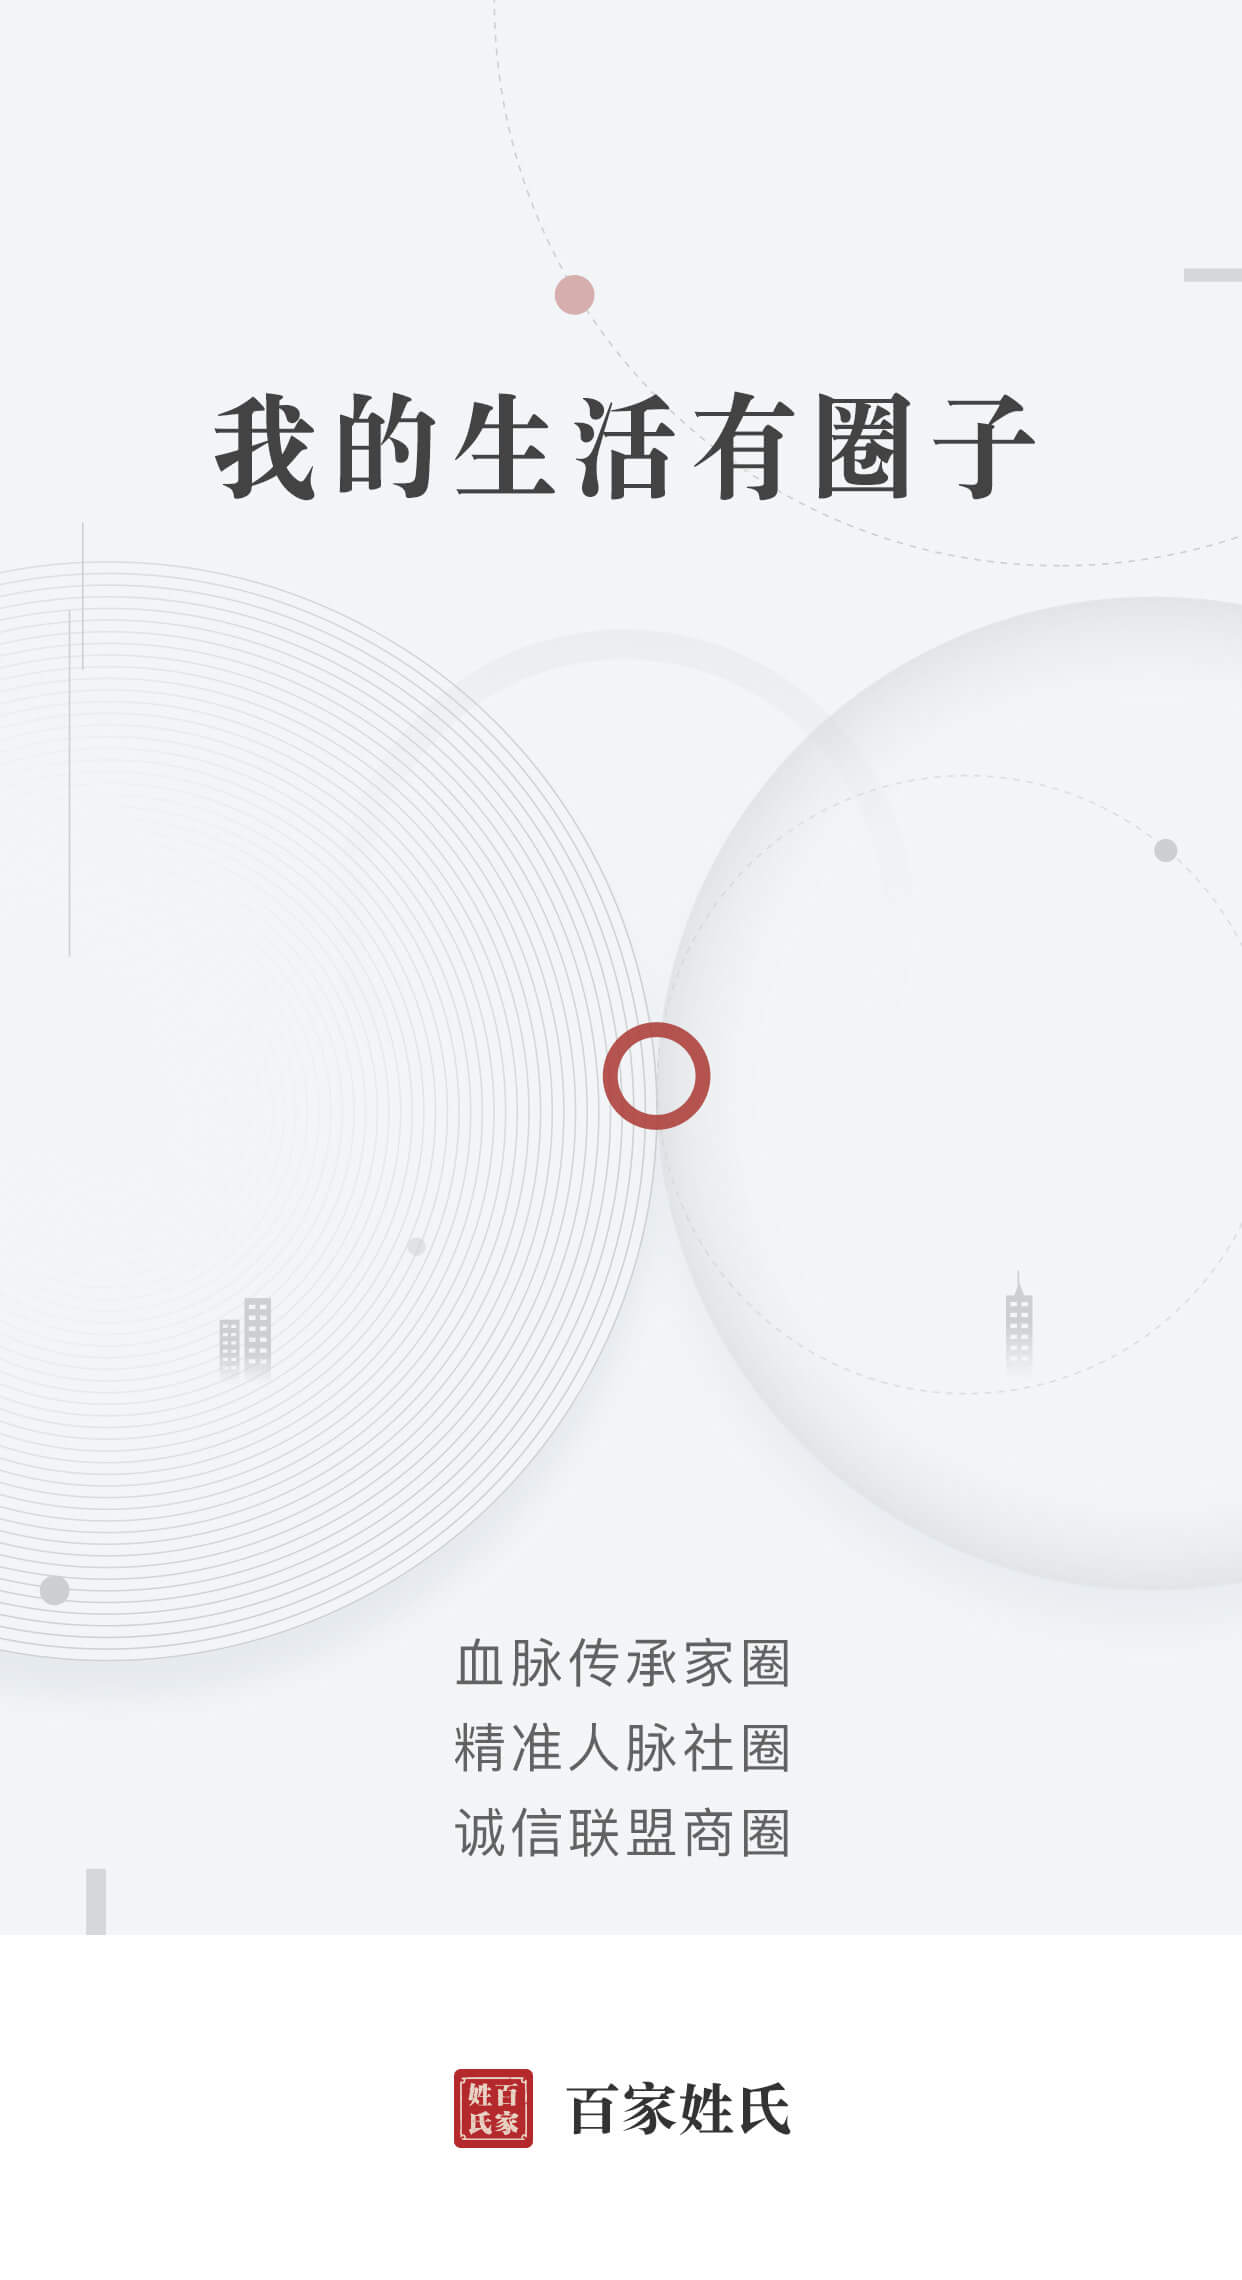 我的生活有圈子
血脉传承家圈
精准人脉社圈
诚信联盟商圈
百家姓氏
百家姓氏